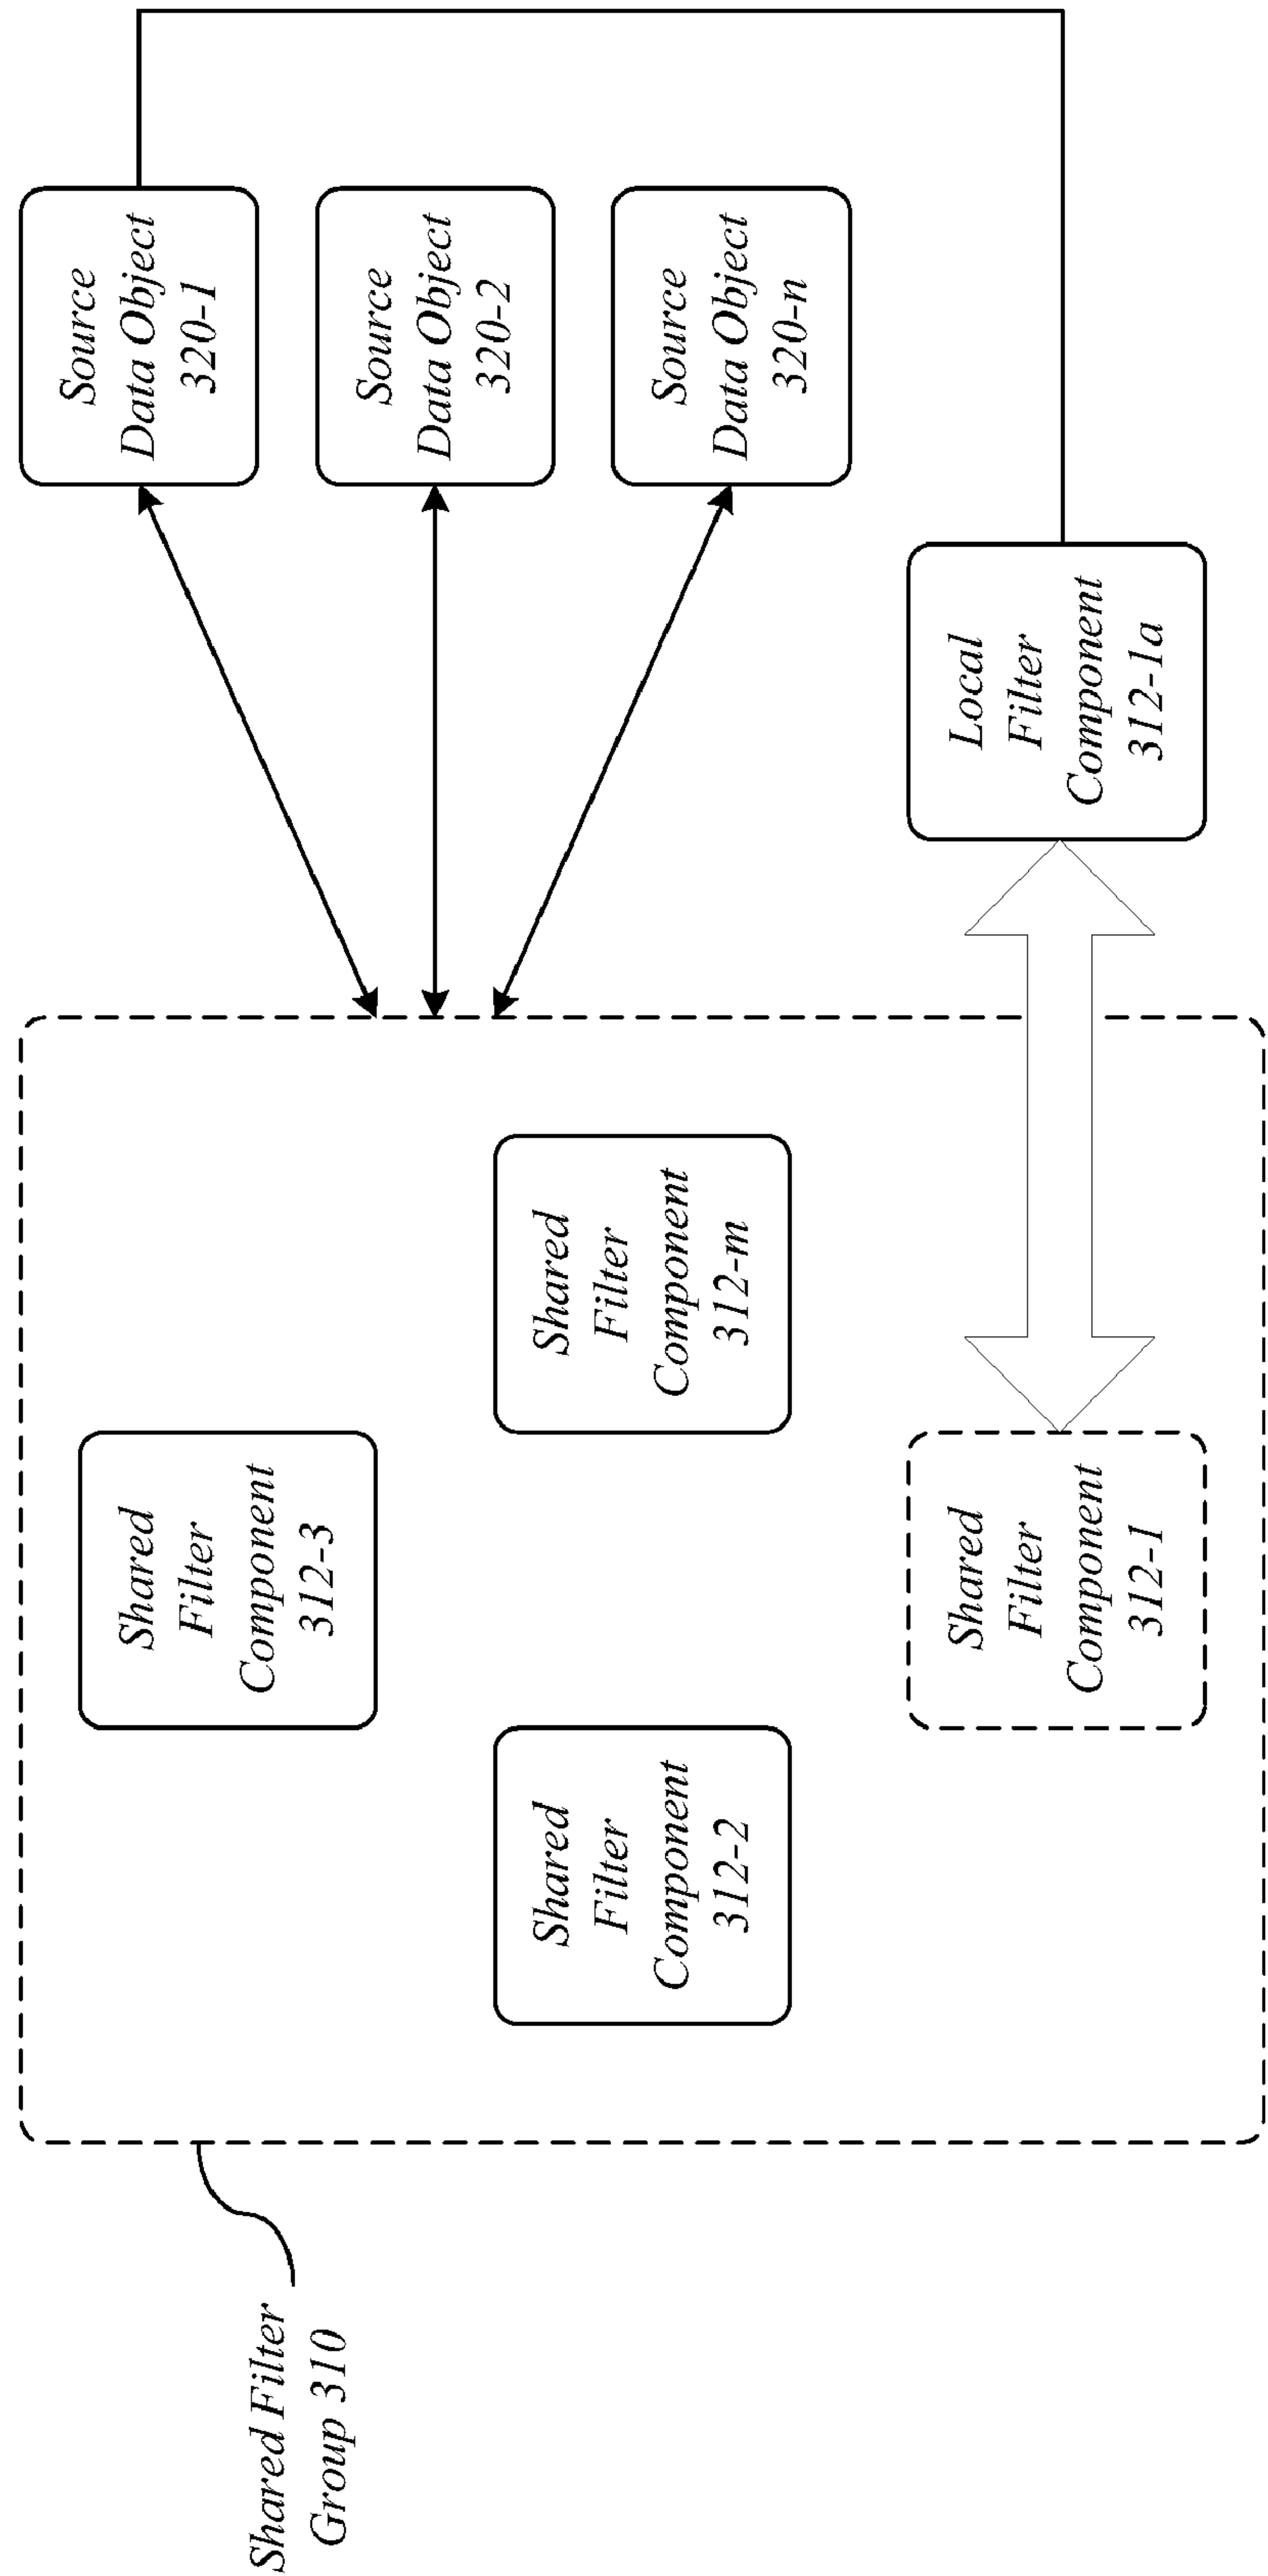 Shared Filter
Group 310
Shared
Filter
Component
312-3
Shared
Filter
Component
312-2
Shared
Filter
Component
312-m
Shared
Filter
Component
312-1
Source
Data Object
320-1
Source
Data Object
320-2
Source
Data Object
320-n
Local
Filter
Component
312-1a